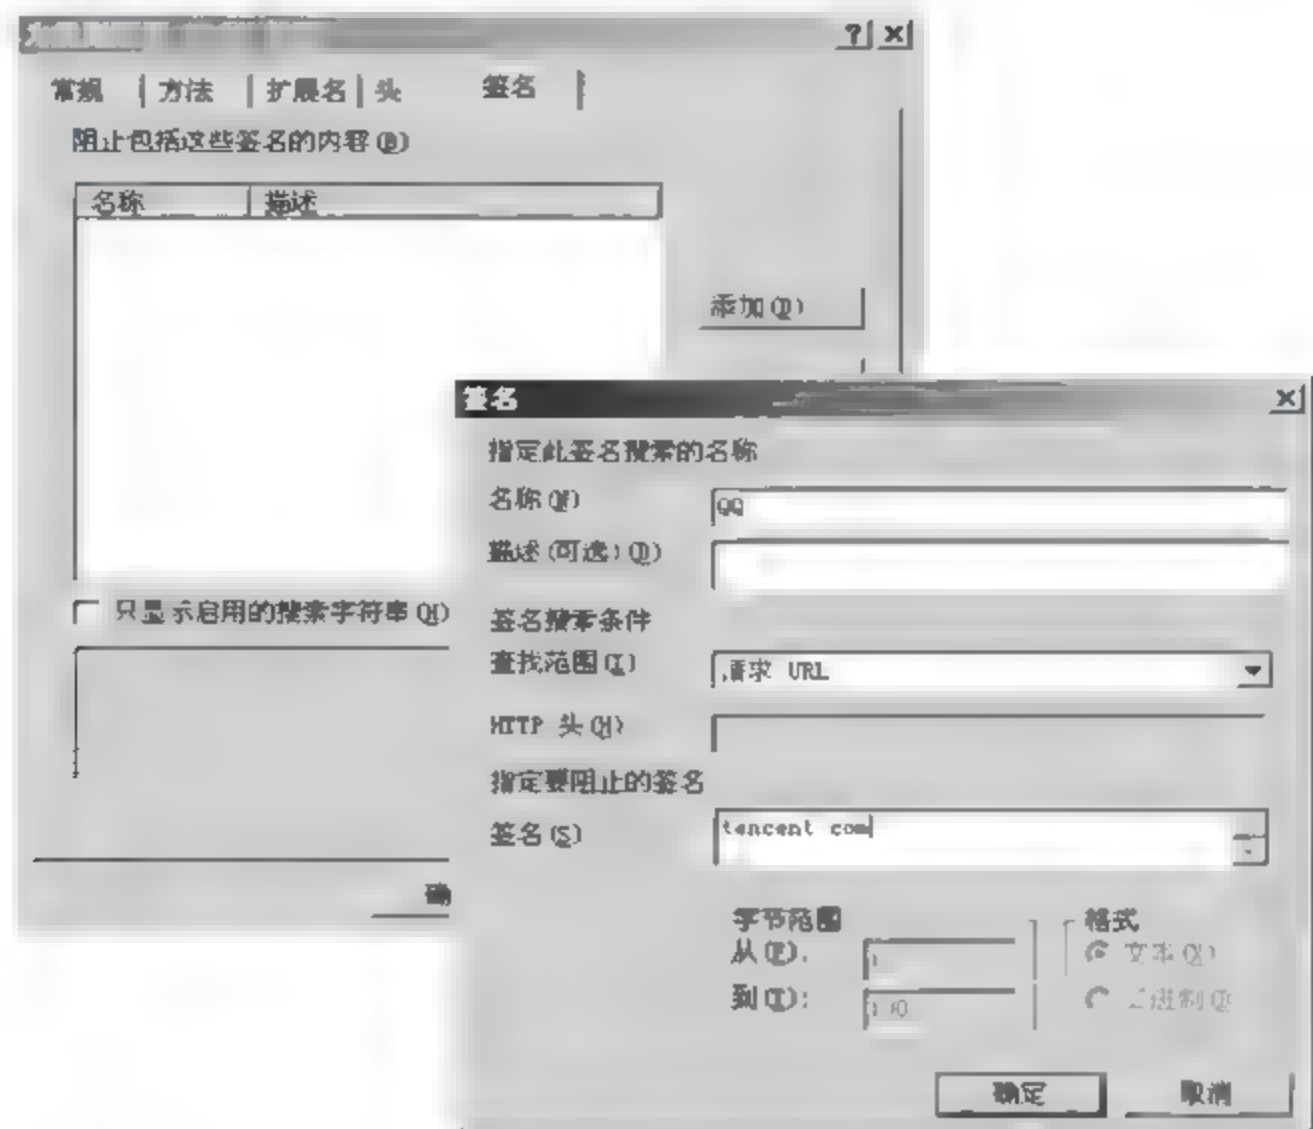 常规 方法 扩展名 头 签名
阻止包括这些签名的内容(B)
名称 描述
添加(D)
只显示启用的搜索字符串(H)
确
签名
指定此签名搜索的名称
名称(N) QQ
描述(可选)(D)
签名搜索条件
查找范围(I) 请求 URL
HTTP 头(H)
指定要阻止的签名
签名(S) tencent com
字节范围 格式
从(F): 文本(X)
到(T): 100 二进制(B)
确定 取消